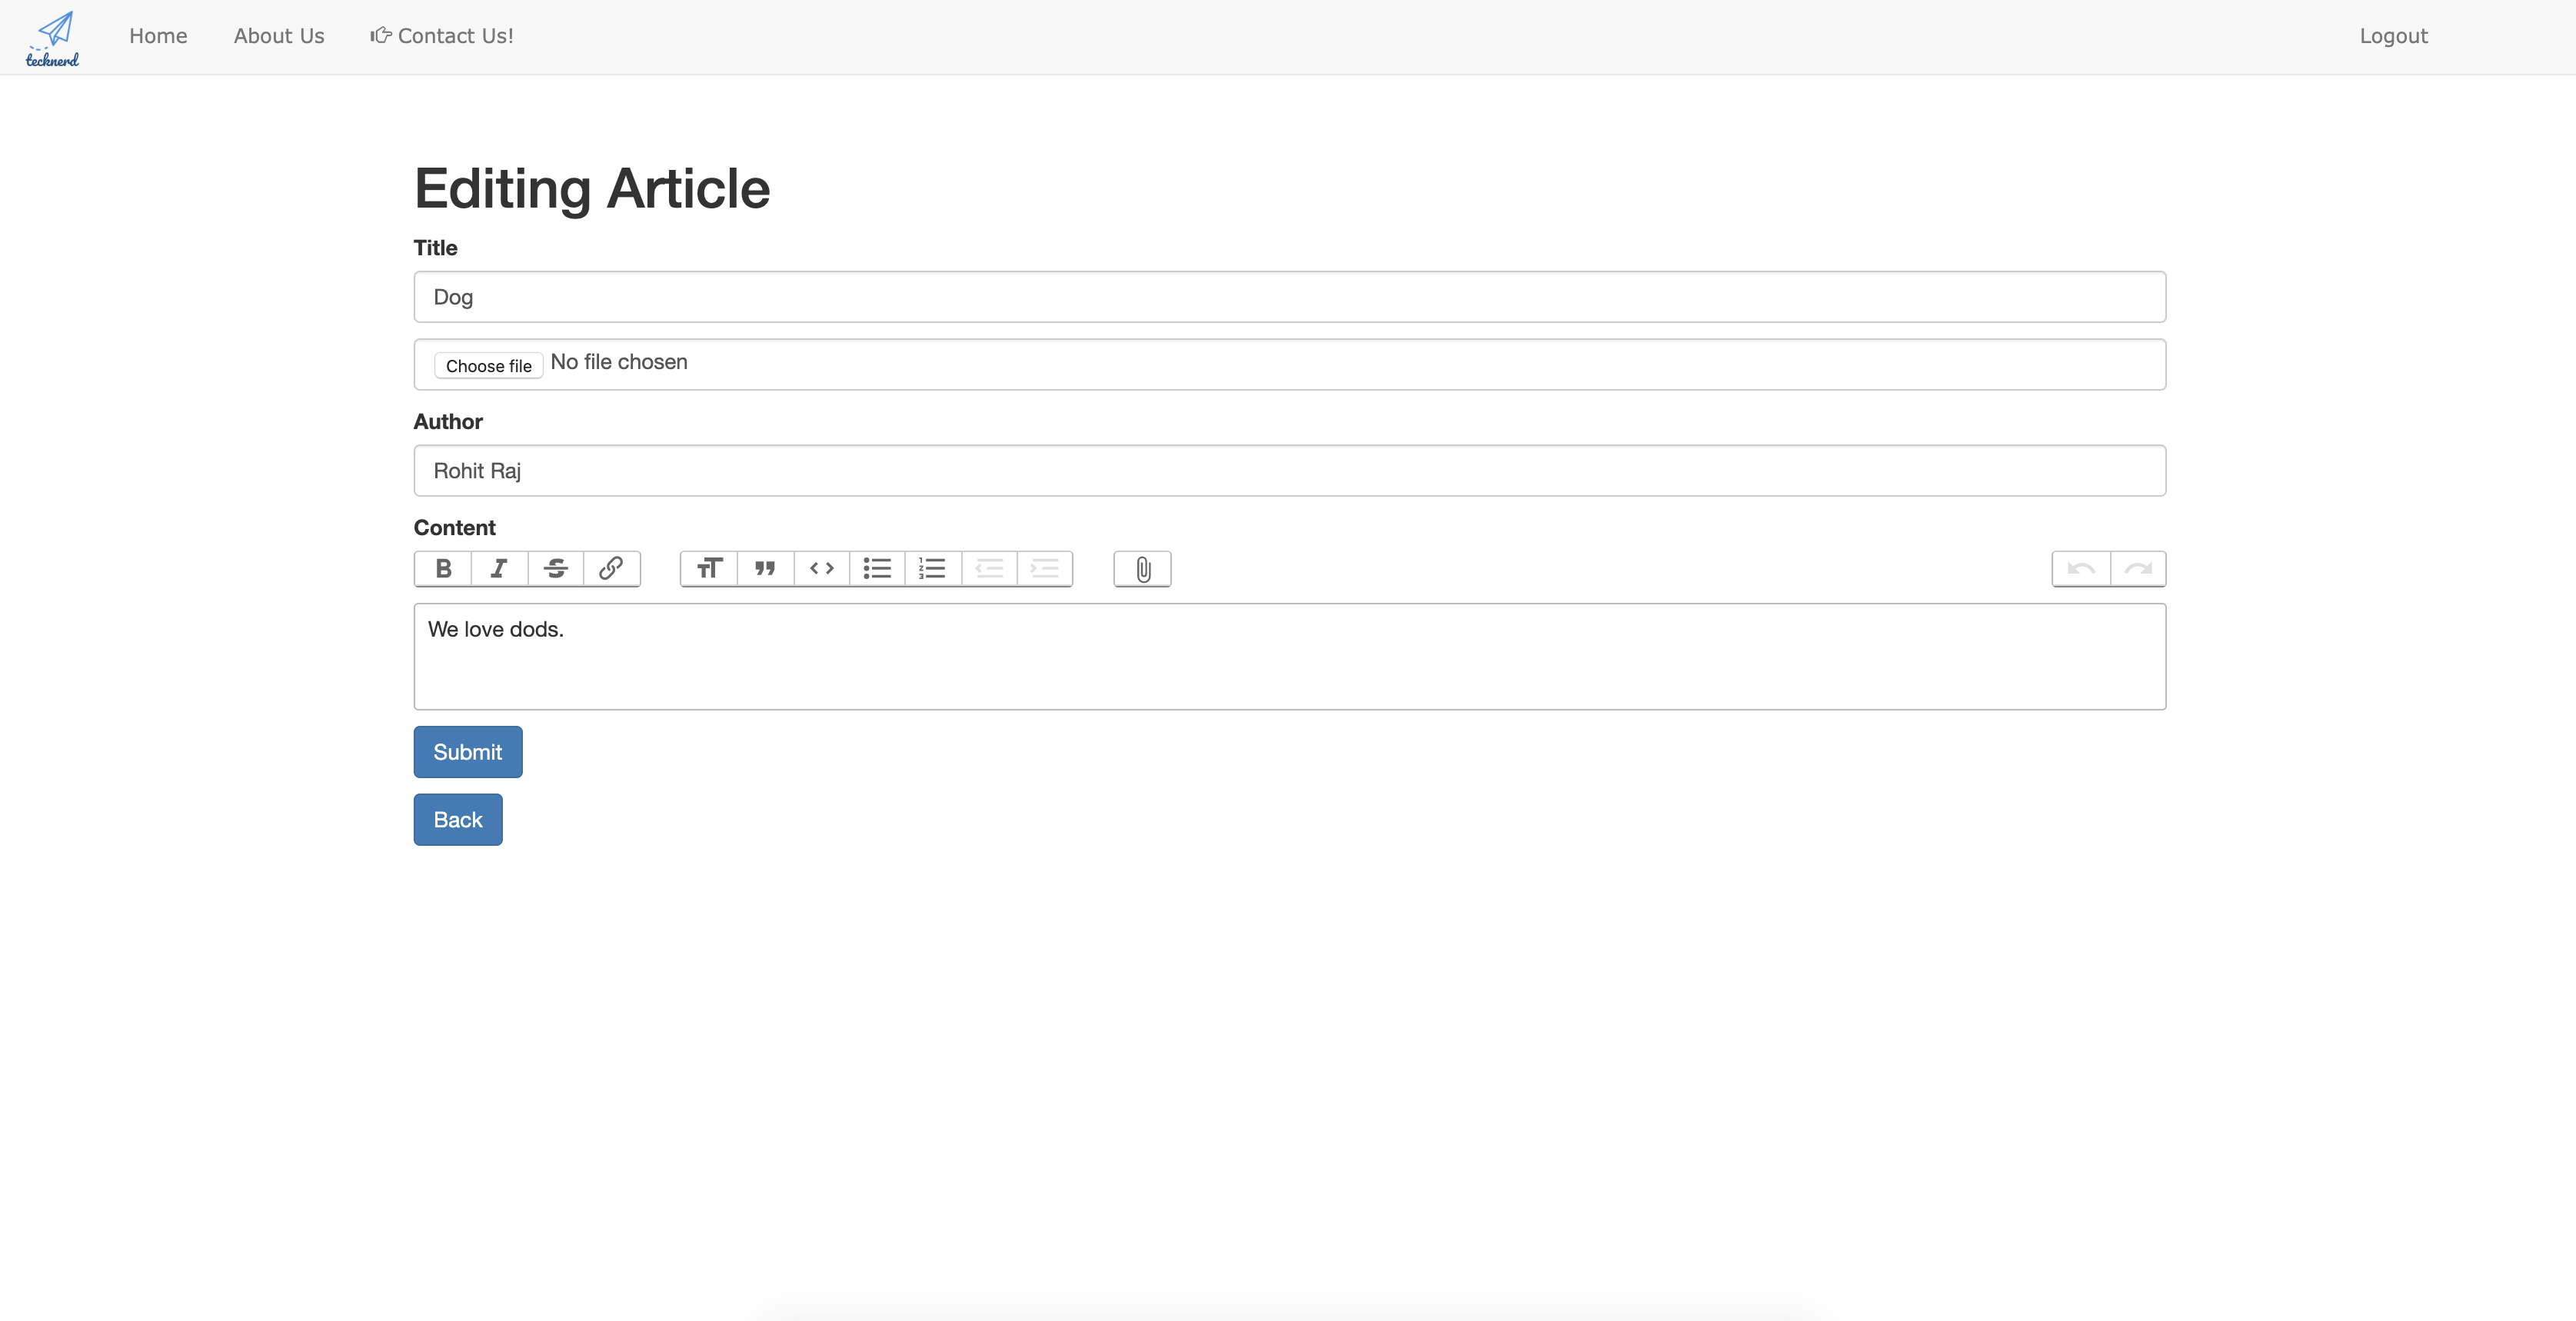 tecknerd
Home
About Us
Contact Us!
Logout
Editing Article
Title
Dog
Choose file No file chosen
Author
Rohit Raj
Content
We love dods.
Submit
Back